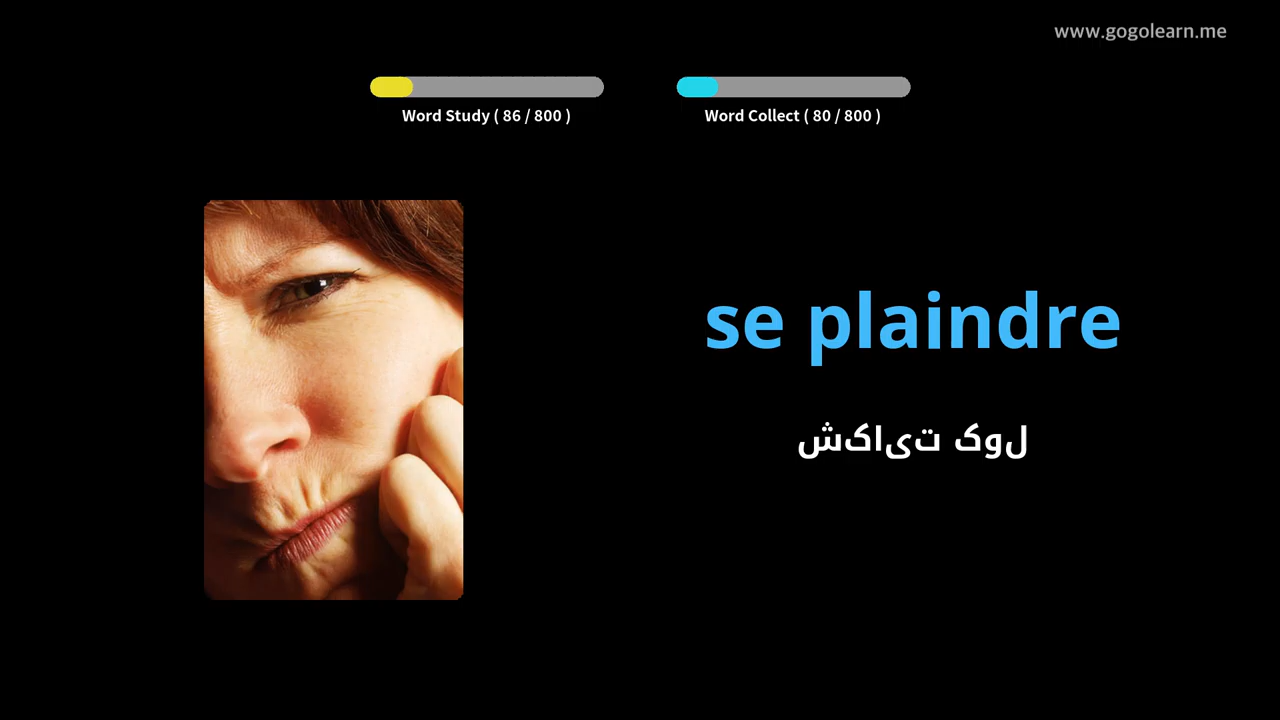 www.gogolearn.me
Word Study ( 86 / 800 )
Word Collect ( 80 / 800 )
se plaindre
شکایت کول